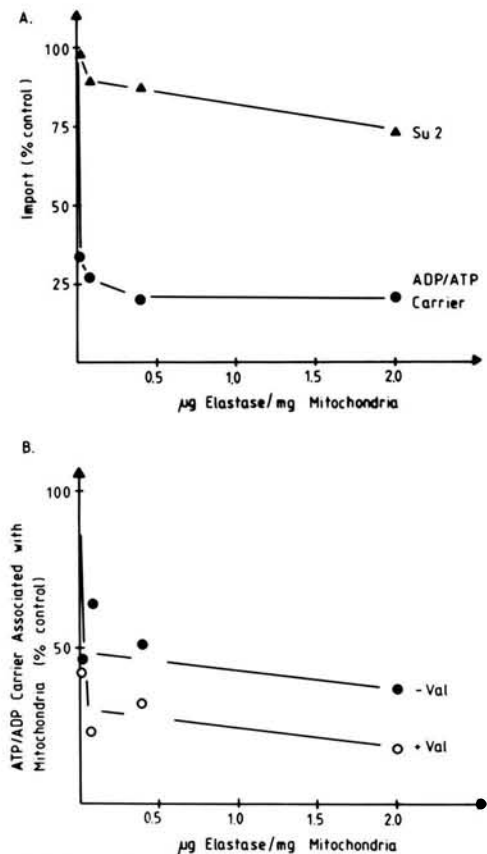 A.
Import (% control)
100
75
50
25
Su 2
ADP/ATP
Carrier
0.5
1.0
1.5
2.0
µg Elastase/mg Mitochondria
B.
ATP/ADP Carrier Associated with
Mitochondria (% control)
100
50
- Val
+ Val
0.5
1.0
1.5
2.0
µg Elastase/mg Mitochondria